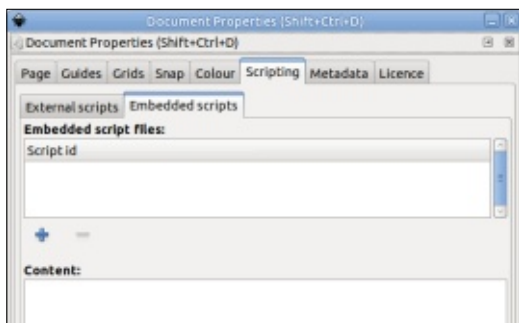 Document Properties (Shift+Ctrl+D)
Document Properties (Shift+Ctrl+D)
Page Guides Grids Snap Colour Scripting Metadata Licence
External scripts Embedded scripts
Embedded script files:
Script id
Content: